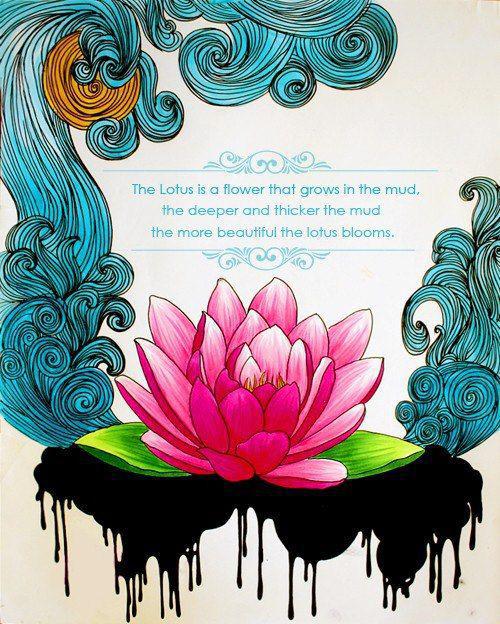 The Lotus is a flower that grows in the mud,
the deeper and thicker the mud
the more beautiful the lotus blooms.